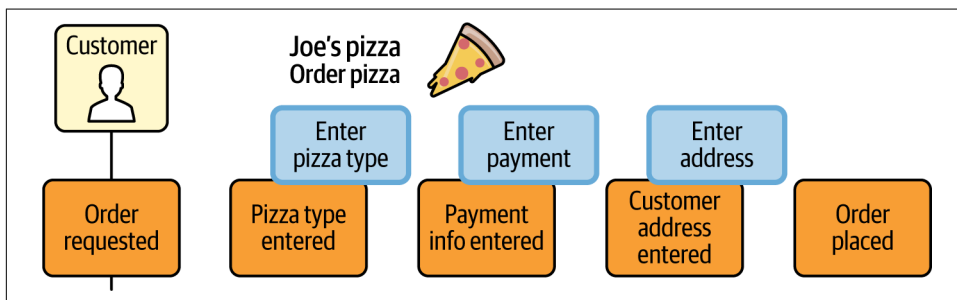 Customer
Joe's pizza
Order pizza
Enter
pizza type
Enter
payment
Enter
address
Order
requested
Pizza type
entered
Payment
info entered
Customer
address
entered
Order
placed